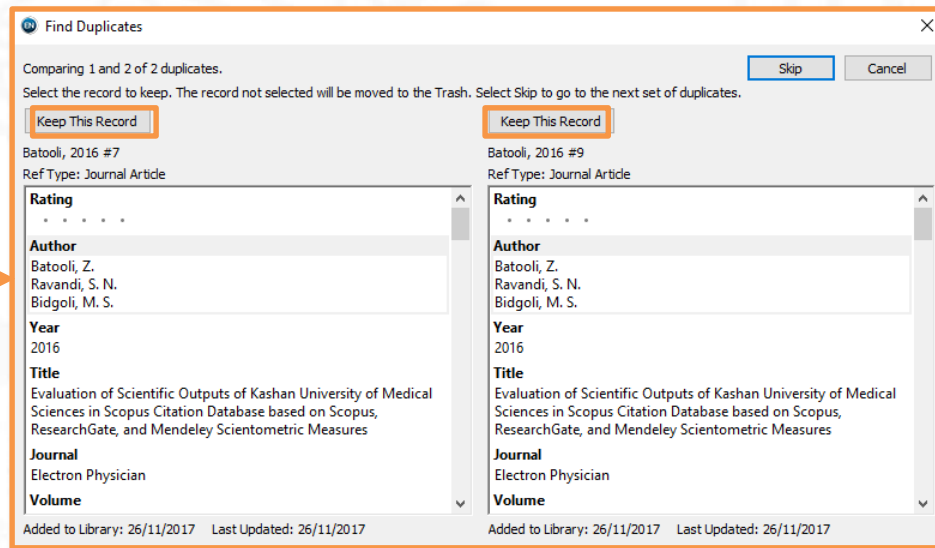 EN Find Duplicates
Comparing 1 and 2 of 2 duplicates.
Skip
Cancel
Select the record to keep. The record not selected will be moved to the Trash. Select Skip to go to the next set of duplicates.
Keep This Record
Batooli, 2016 #7
Ref Type: Journal Article
Rating
Author
Batooli, Z.
Ravandi, S. N.
Bidgoli, M. S.
Year
2016
Title
Evaluation of Scientific Outputs of Kashan University of Medical
Sciences in Scopus Citation Database based on Scopus,
ResearchGate, and Mendeley Scientometric Measures
Journal
Electron Physician
Volume
Added to Library: 26/11/2017 Last Updated: 26/11/2017
Keep This Record
Batooli, 2016 #9
Ref Type: Journal Article
Rating
Author
Batooli, Z.
Ravandi, S. N.
Bidgoli, M. S.
Year
2016
Title
Evaluation of Scientific Outputs of Kashan University of Medical
Sciences in Scopus Citation Database based on Scopus,
ResearchGate, and Mendeley Scientometric Measures
Journal
Electron Physician
Volume
Added to Library: 26/11/2017 Last Updated: 26/11/2017